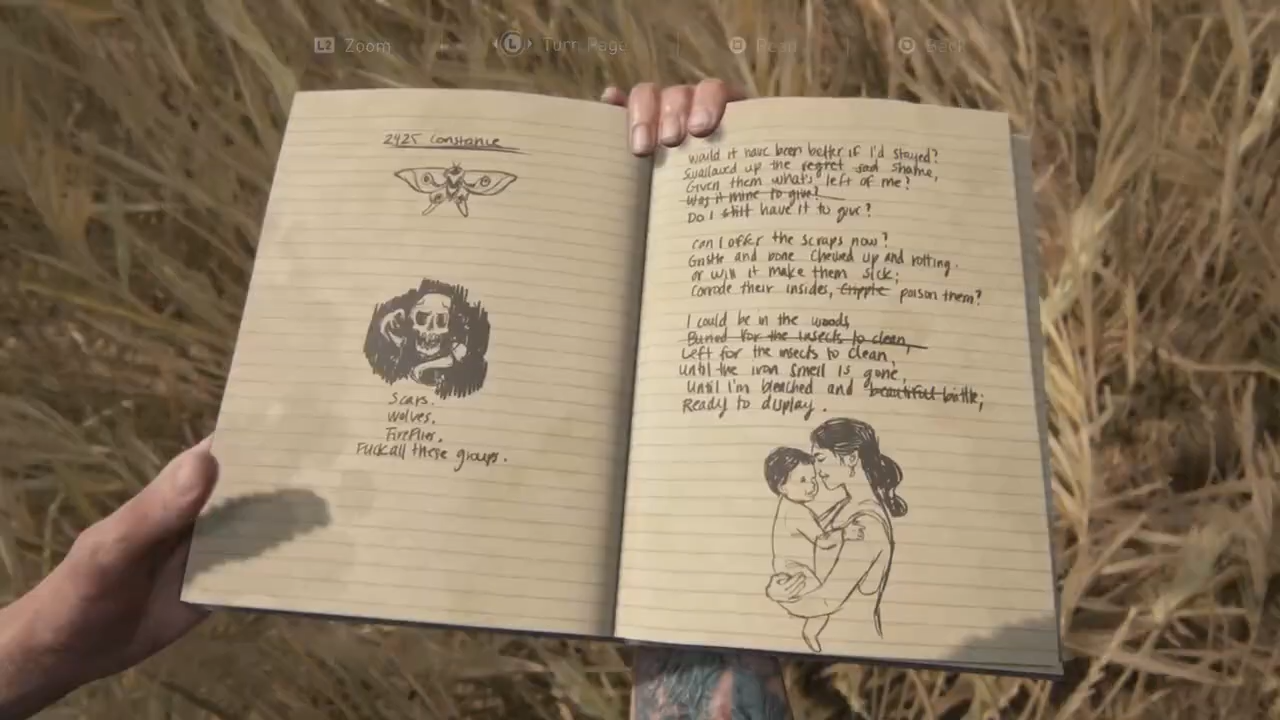 L2 Zoom
L Turn Page
Read
Back
2425 Constance
Scars.
Wolves.
Fireflies.
Fuck all these groups.
Would it have been better if I'd stayed?
Swallowed up the regret and shame,
Given them what's left of me?
Was it mine to give?
Do I still have it to give?
Can I offer the scraps now?
Gristle and bone chewed up and rotting.
or will it make them sick;
Corrode their insides, cripple poison them?
I could be in the woods,
Buried for the insects to clean,
Left for the insects to clean,
Until the iron smell is gone,
Until I'm bleached and beautiful brittle;
Ready to display.